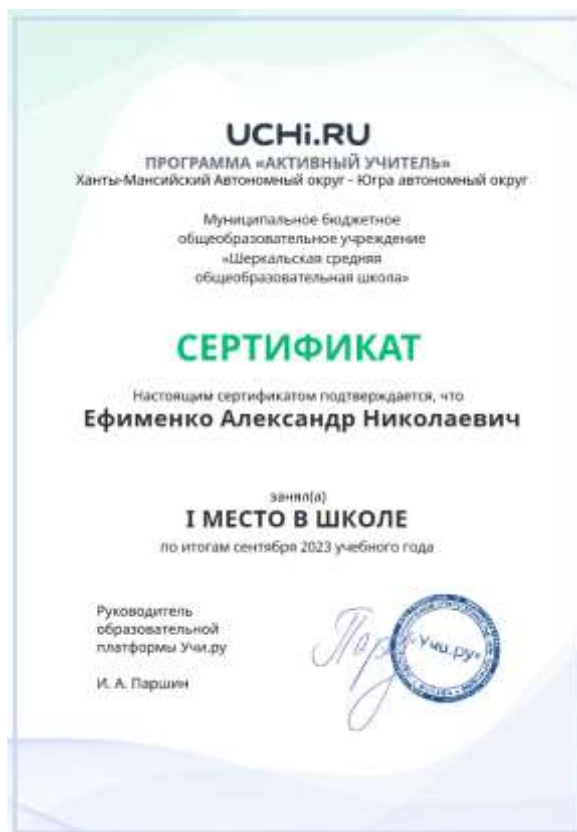 UCHi.RU
ПРОГРАММА «АКТИВНЫЙ УЧИТЕЛЬ»
Ханты-Мансийский Автономный округ - Югра автономный округ
Муниципальное бюджетное
общеобразовательное учреждение
«Шеркальская средняя
общеобразовательная школа»
СЕРТИФИКАТ
Настоящим сертификатом подтверждается, что
Ефименко Александр Николаевич
занял(а)
I МЕСТО В ШКОЛЕ
по итогам сентября 2023 учебного года
Руководитель
образовательной
платформы Учи.ру
И. А. Паршин
«Учи.ру»